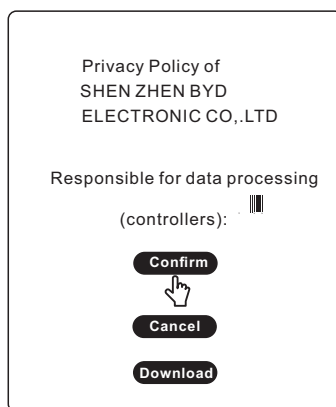 Privacy Policy of
SHEN ZHEN BYD
ELECTRONIC CO,.LTD
Responsible for data processing
(controllers):
Confirm
Cancel
Download